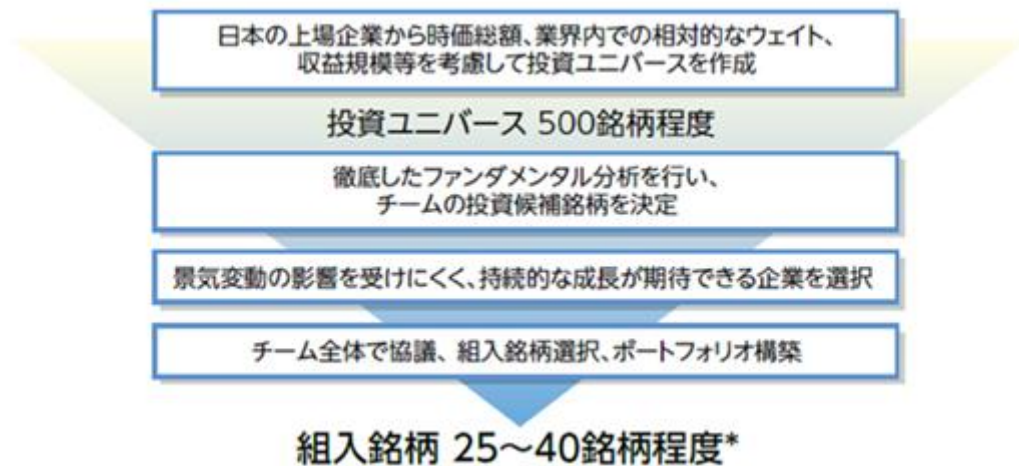 日本の上場企業から時価総額、業界内での相対的なウェイト、
収益規模等を考慮して投資ユニバースを作成
投資ユニバース 500銘柄程度
徹底したファンダメンタル分析を行い、
チームの投資候補銘柄を決定
景気変動の影響を受けにくく、持続的な成長が期待できる企業を選択
チーム全体で協議、組入銘柄選択、ポートフォリオ構築
組入銘柄 25～40銘柄程度*